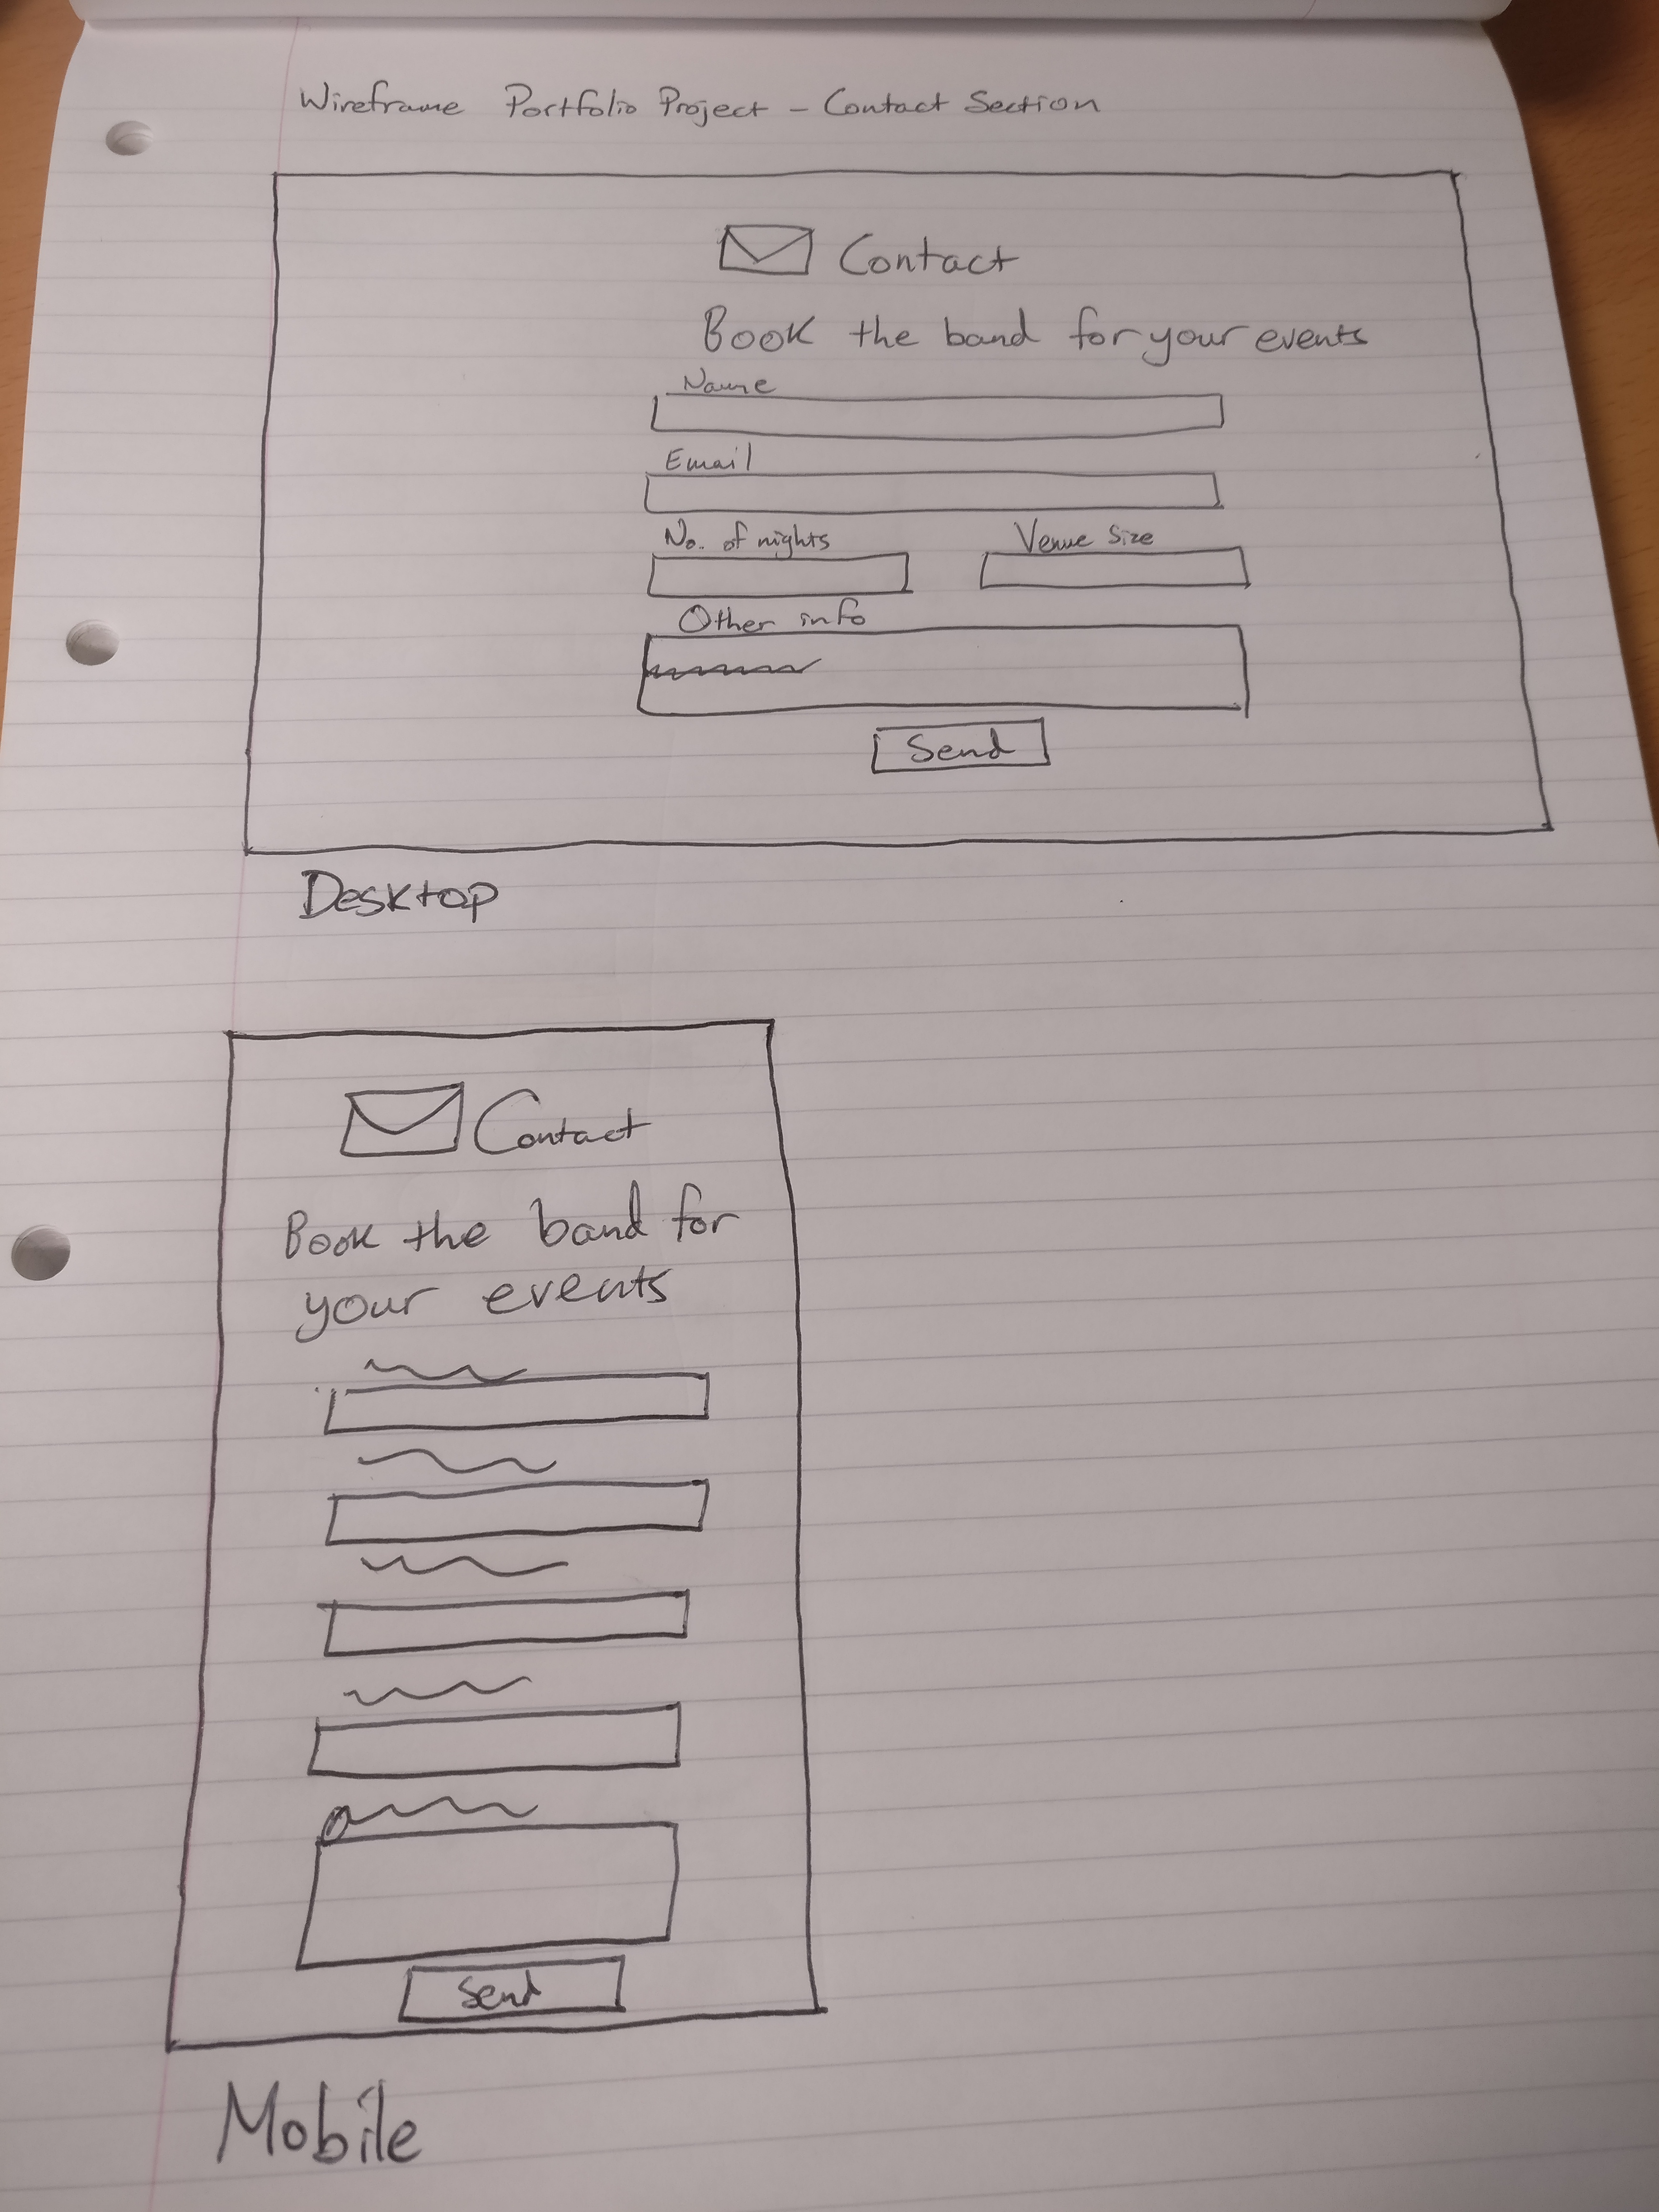 Wireframe Portfolio Project - Contact Section
Contact
Book the band for your events
Name
Email
No. of nights
Venue Size
Other info
Send
Desktop
Contact
Book the band for
your events
Send
Mobile